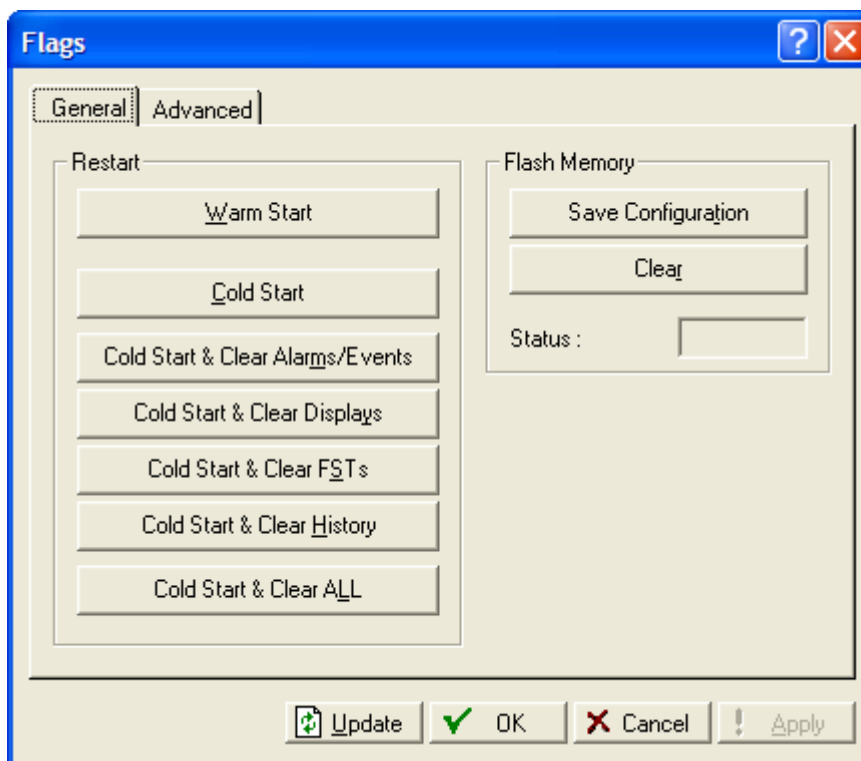 Flags
General
Advanced
Restart
Warm Start
Cold Start
Cold Start & Clear Alarms/Events
Cold Start & Clear Displays
Cold Start & Clear FSTs
Cold Start & Clear History
Cold Start & Clear ALL
Flash Memory
Save Configuration
Clear
Status :
Update
OK
Cancel
Apply